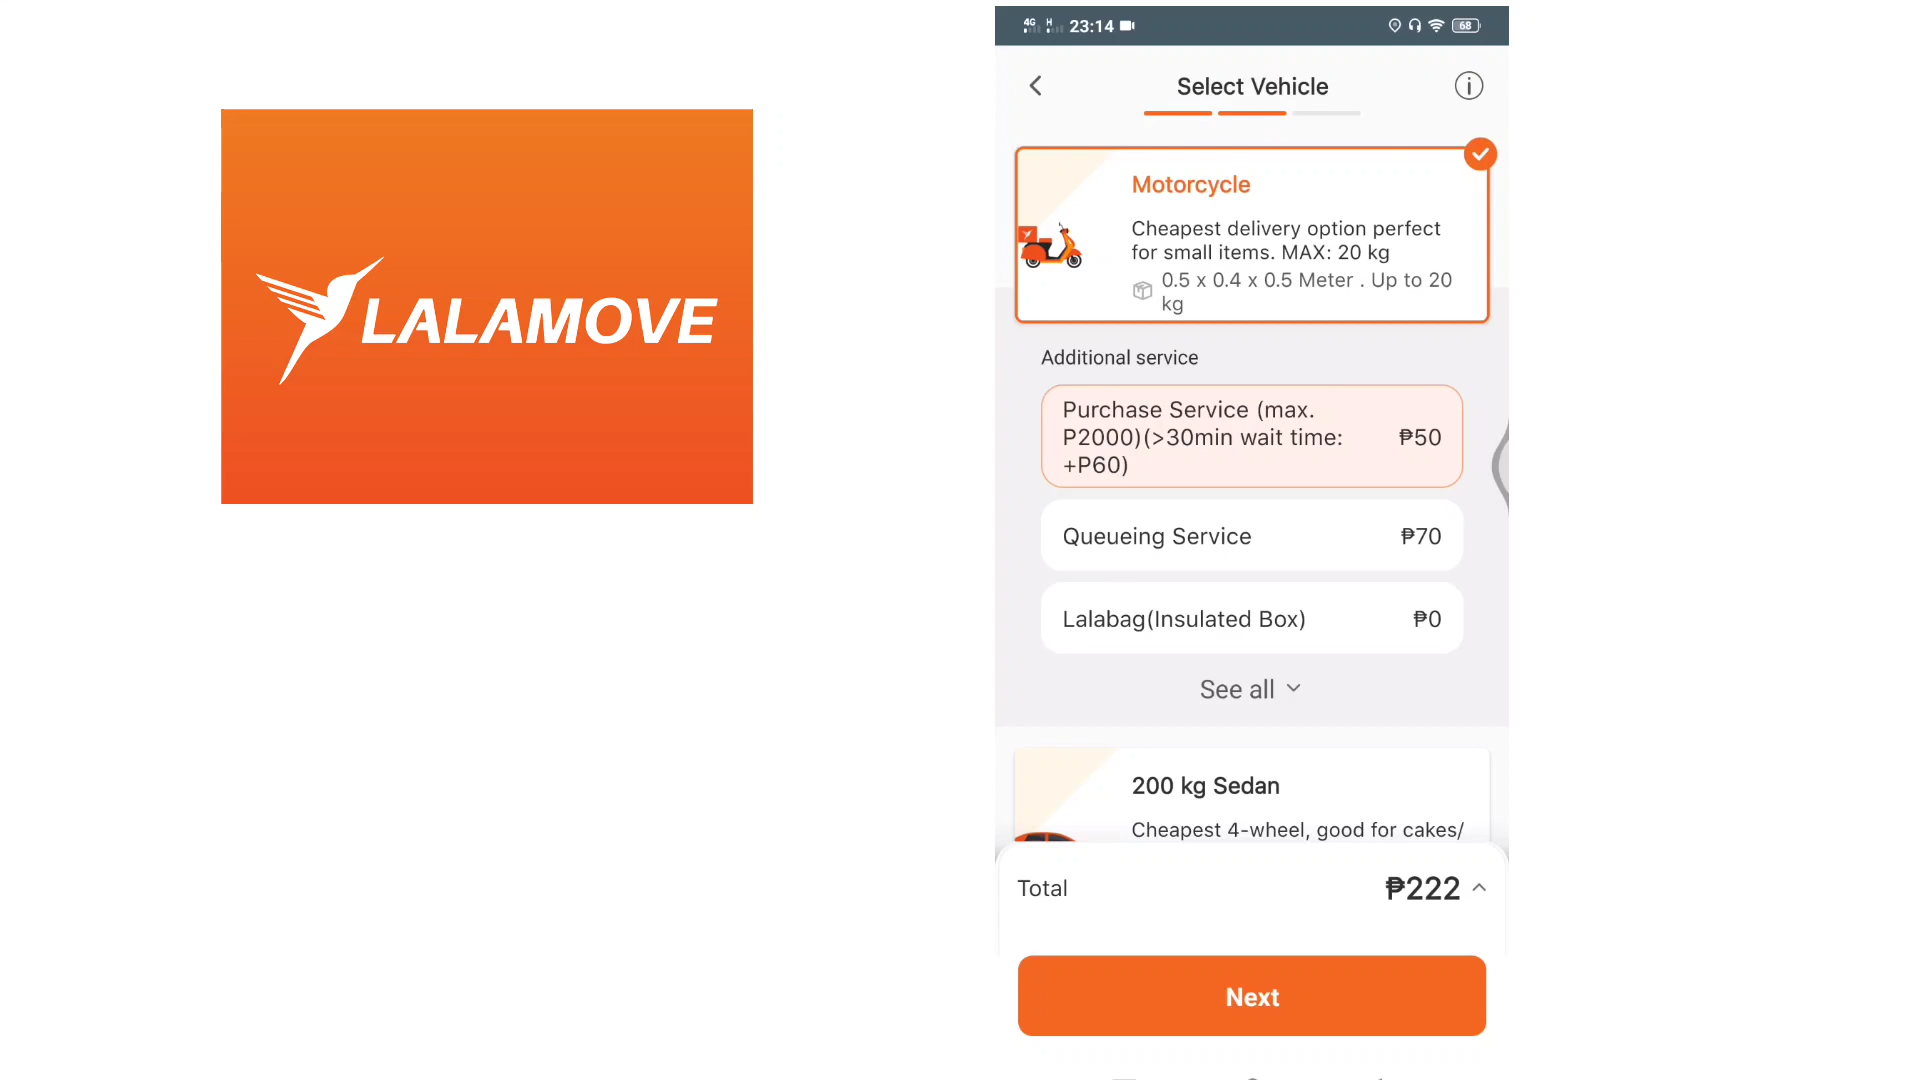 LALAMOVE
4G H 23:14 68
Select Vehicle
Motorcycle
Cheapest delivery option perfect
for small items. MAX: 20 kg
0.5 x 0.4 x 0.5 Meter . Up to 20
kg
Additional service
Purchase Service (max.
P2000)(>30min wait time:
+P60)
₱50
Queueing Service ₱70
Lalabag(Insulated Box) ₱0
See all
200 kg Sedan
Cheapest 4-wheel, good for cakes/
Total ₱222
Next